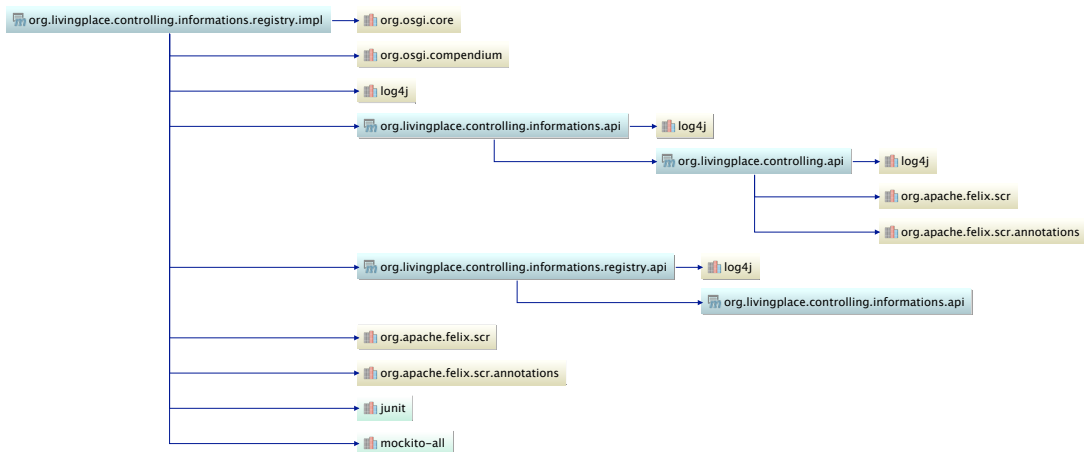 org.livingplace.controlling.informations.registry.impl
org.osgi.core
org.osgi.compendium
log4j
org.livingplace.controlling.informations.api
log4j
org.livingplace.controlling.api
log4j
org.apache.felix.scr
org.apache.felix.scr.annotations
org.livingplace.controlling.informations.registry.api
log4j
org.livingplace.controlling.informations.api
org.apache.felix.scr
org.apache.felix.scr.annotations
junit
mockito-all